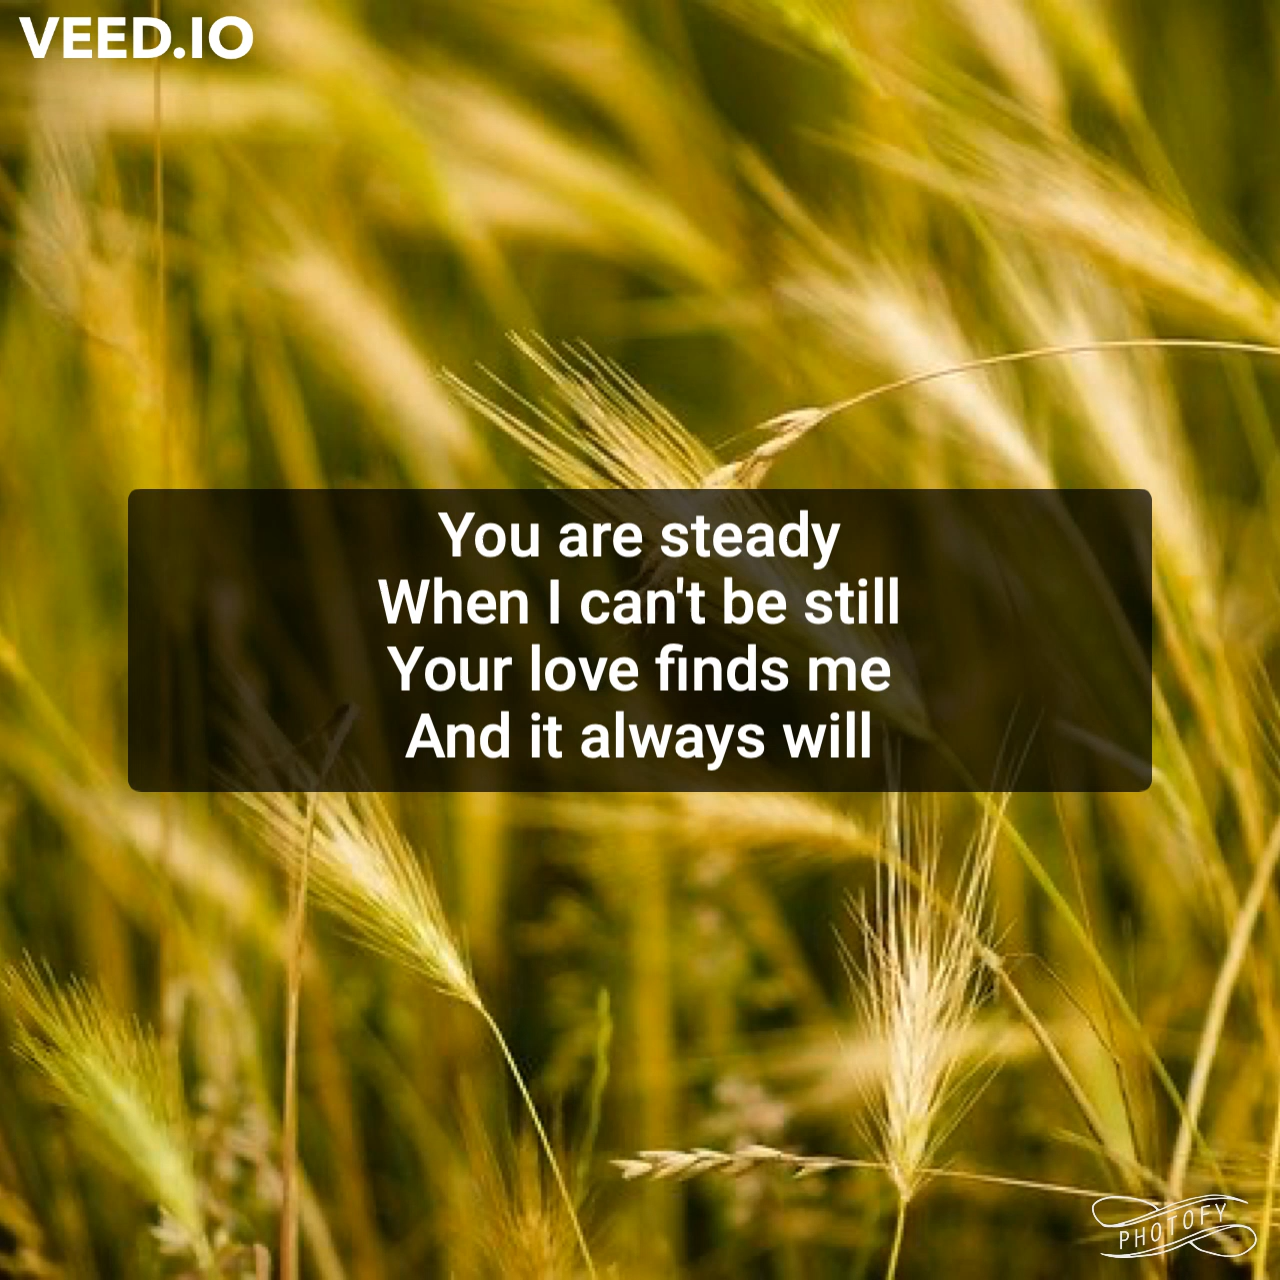 VEED.IO
You are steady
When I can't be still
Your love finds me
And it always will
PHOTOFY